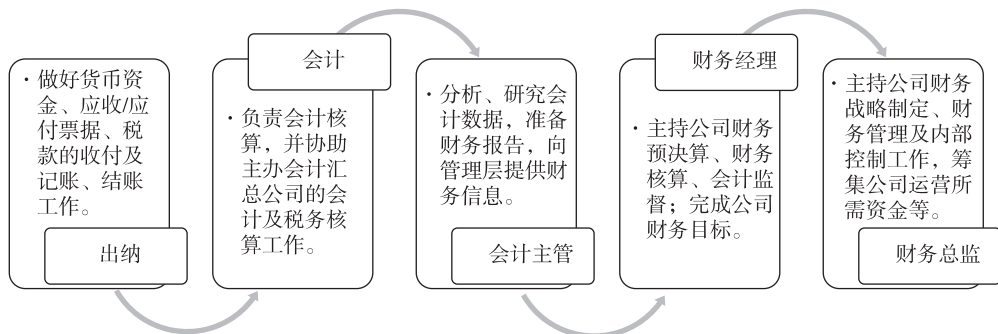 · 做好货币资
金、应收/应
付票据、税
款的收付及
记账、结账
工作。
出纳
会计
· 负责会计核
算，并协助
主办会计汇
总公司的会
计及税务核
算工作。
· 分析、研究会
计数据，准备
财务报告，向
管理层提供财
务信息。
会计主管
财务经理
· 主持公司财务
预决算、财务
核算、会计监
督；完成公司
财务目标。
· 主持公司财务
战略制定、财
务管理及内部
控制工作，筹
集公司运营所
需资金等。
财务总监